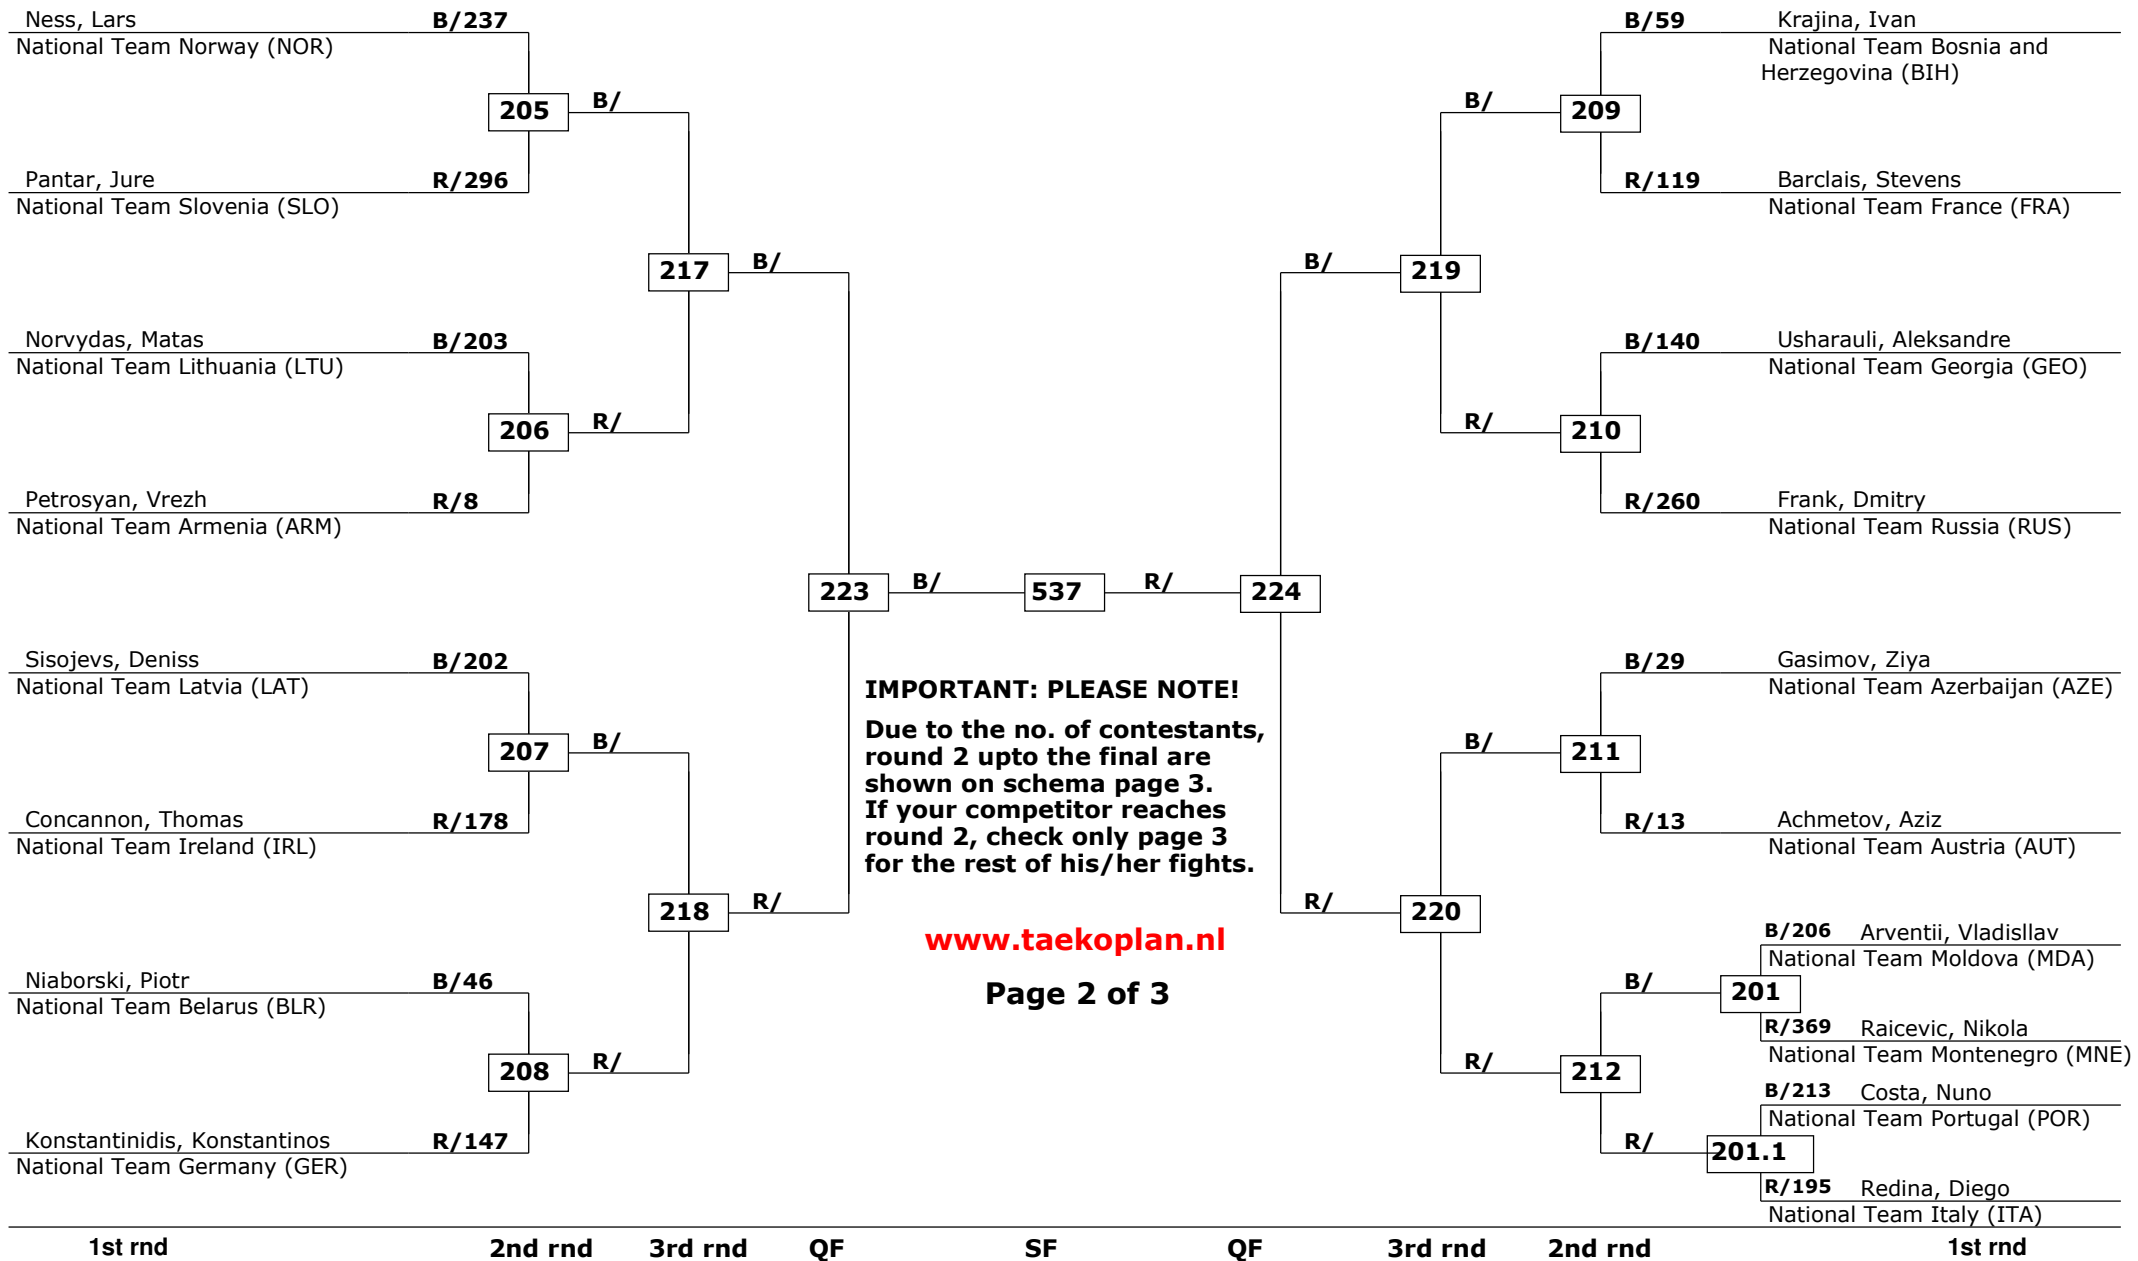 Ness, Lars B/237
National Team Norway (NOR)
205 B/
Pantar, Jure R/296
National Team Slovenia (SLO)
217 B/
Norvydas, Matas B/203
National Team Lithuania (LTU)
206 R/
Petrosyan, Vrezh R/8
National Team Armenia (ARM)
223 B/ 537 R/ 224
Sisojevs, Deniss B/202
National Team Latvia (LAT)
207 B/
Concannon, Thomas R/178
National Team Ireland (IRL)
218 R/
Niaborski, Piotr B/46
National Team Belarus (BLR)
208 R/
Konstantinidis, Konstantinos R/147
National Team Germany (GER)
IMPORTANT: PLEASE NOTE!
Due to the no. of contestants,
round 2 upto the final are
shown on schema page 3.
If your competitor reaches
round 2, check only page 3
for the rest of his/her fights.
www.taekoplan.nl
Page 2 of 3
B/59 Krajina, Ivan
National Team Bosnia and
Herzegovina (BIH)
B/ 209
R/119 Barclais, Stevens
National Team France (FRA)
B/ 219
B/140 Usharauli, Aleksandre
National Team Georgia (GEO)
R/ 210
R/260 Frank, Dmitry
National Team Russia (RUS)
B/29 Gasimov, Ziya
National Team Azerbaijan (AZE)
B/ 211
R/13 Achmetov, Aziz
National Team Austria (AUT)
R/ 220
B/206 Arventii, Vladisllav
National Team Moldova (MDA)
B/ 201
R/369 Raicevic, Nikola
National Team Montenegro (MNE)
R/ 212
B/213 Costa, Nuno
National Team Portugal (POR)
R/ 201.1
R/195 Redina, Diego
National Team Italy (ITA)
1st rnd 2nd rnd 3rd rnd QF SF QF 3rd rnd 2nd rnd 1st rnd